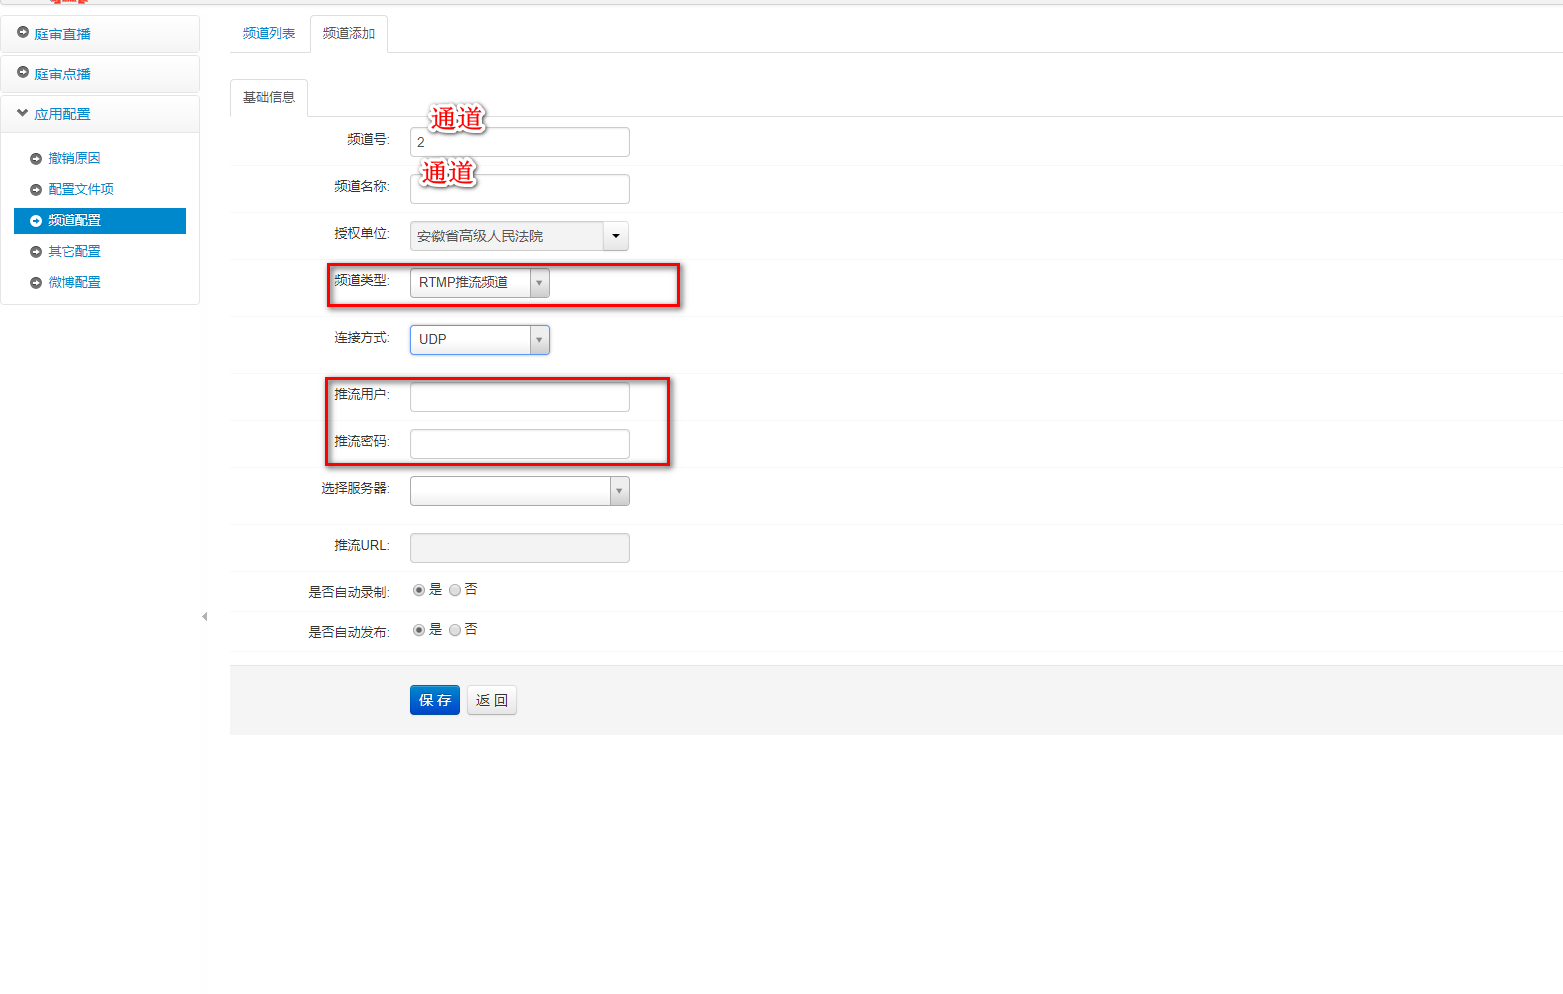 庭审直播
庭审点播
应用配置
撤销原因
配置文件项
频道配置
其它配置
微博配置
频道列表
频道添加
基础信息
通道
频道号:
2
通道
频道名称:
授权单位:
安徽省高级人民法院
频道类型:
RTMP推流频道
连接方式:
UDP
推流用户:
推流密码:
选择服务器:
推流URL:
是否自动录制:
是 否
是否自动发布:
是 否
保 存
返 回